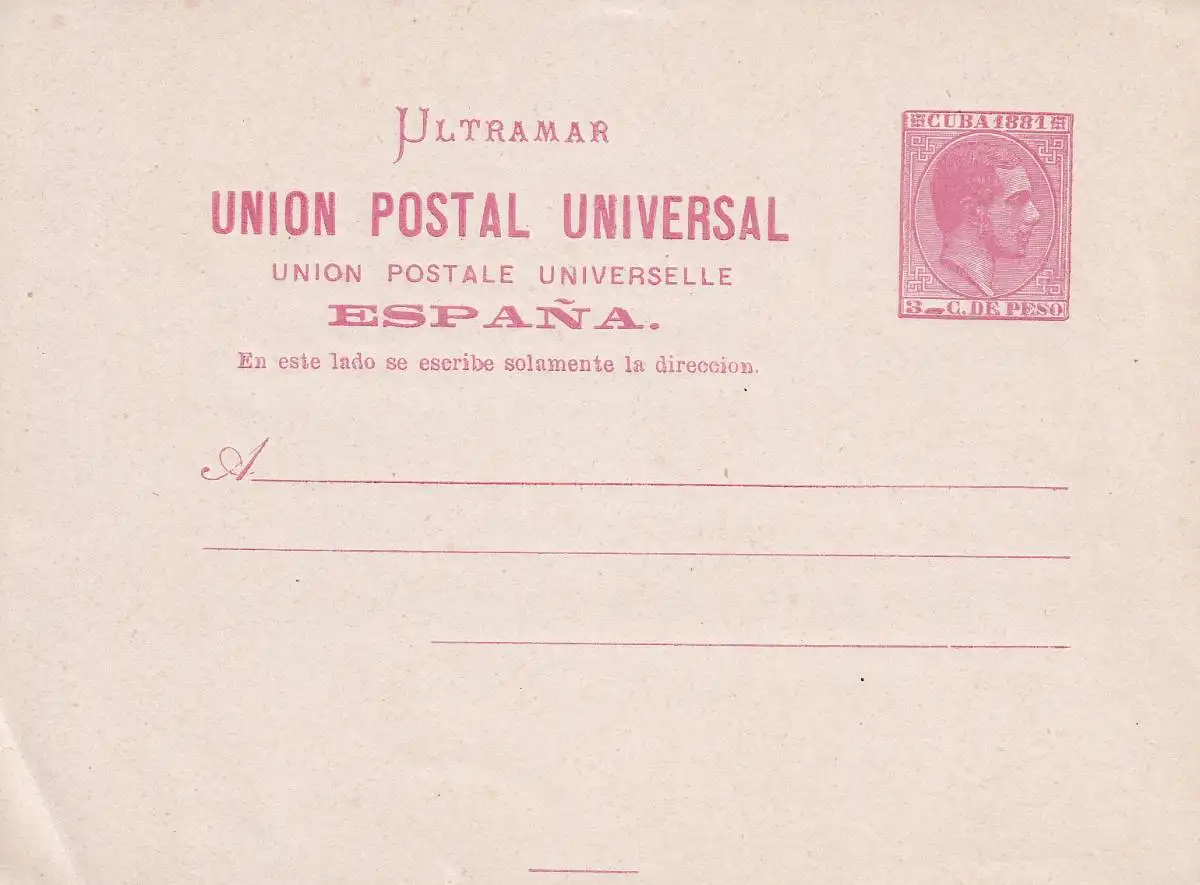 ULTRAMAR
CUBA 1881
UNION POSTAL UNIVERSAL
UNION POSTALE UNIVERSELLE
ESPAÑA.
3 C. DE PESO
En este lado se escribe solamente la direccion.
A